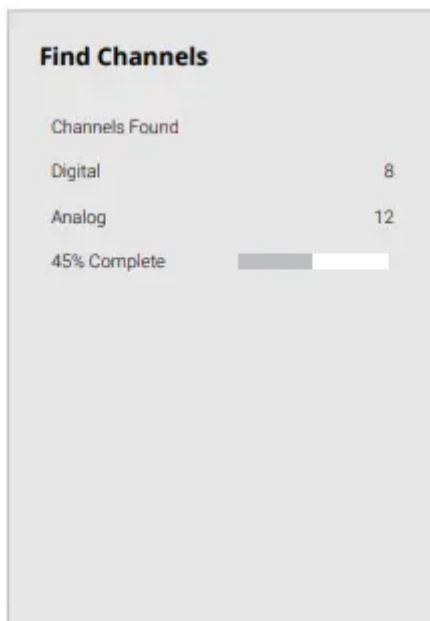 Find Channels
Channels Found
Digital 8
Analog 12
45% Complete